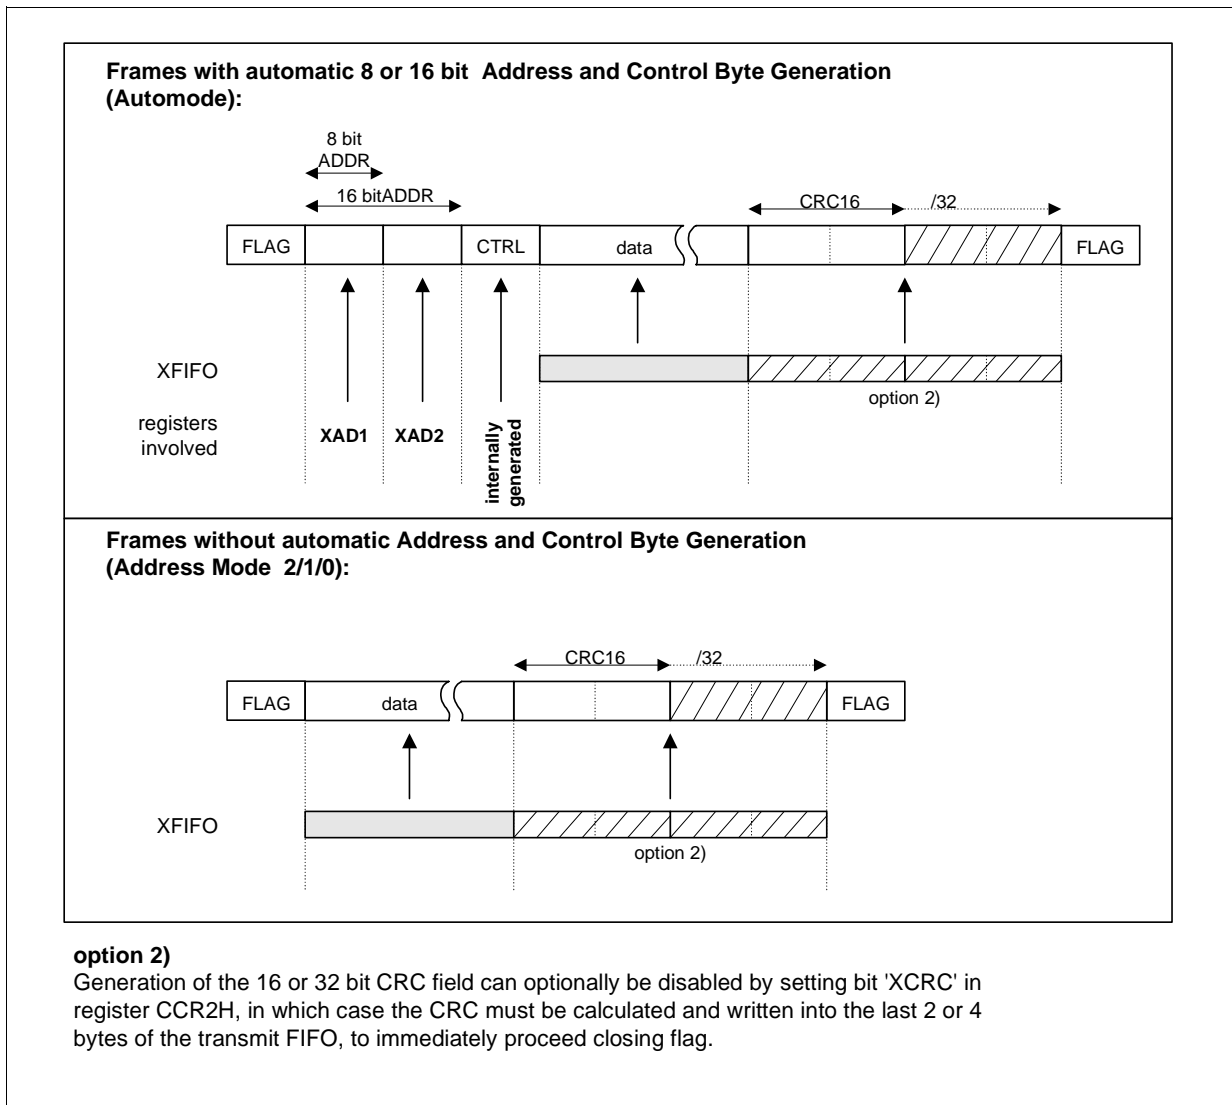 Frames with automatic 8 or 16 bit Address and Control Byte Generation
(Automode):
8 bit
ADDR
16 bitADDR
CRC16
/32
FLAG
CTRL
data
FLAG
XFIFO
option 2)
registers
involved
XAD1
XAD2
internally
generated
Frames without automatic Address and Control Byte Generation
(Address Mode 2/1/0):
CRC16
/32
FLAG
data
FLAG
XFIFO
option 2)
option 2)
Generation of the 16 or 32 bit CRC field can optionally be disabled by setting bit 'XCRC' in
register CCR2H, in which case the CRC must be calculated and written into the last 2 or 4
bytes of the transmit FIFO, to immediately proceed closing flag.